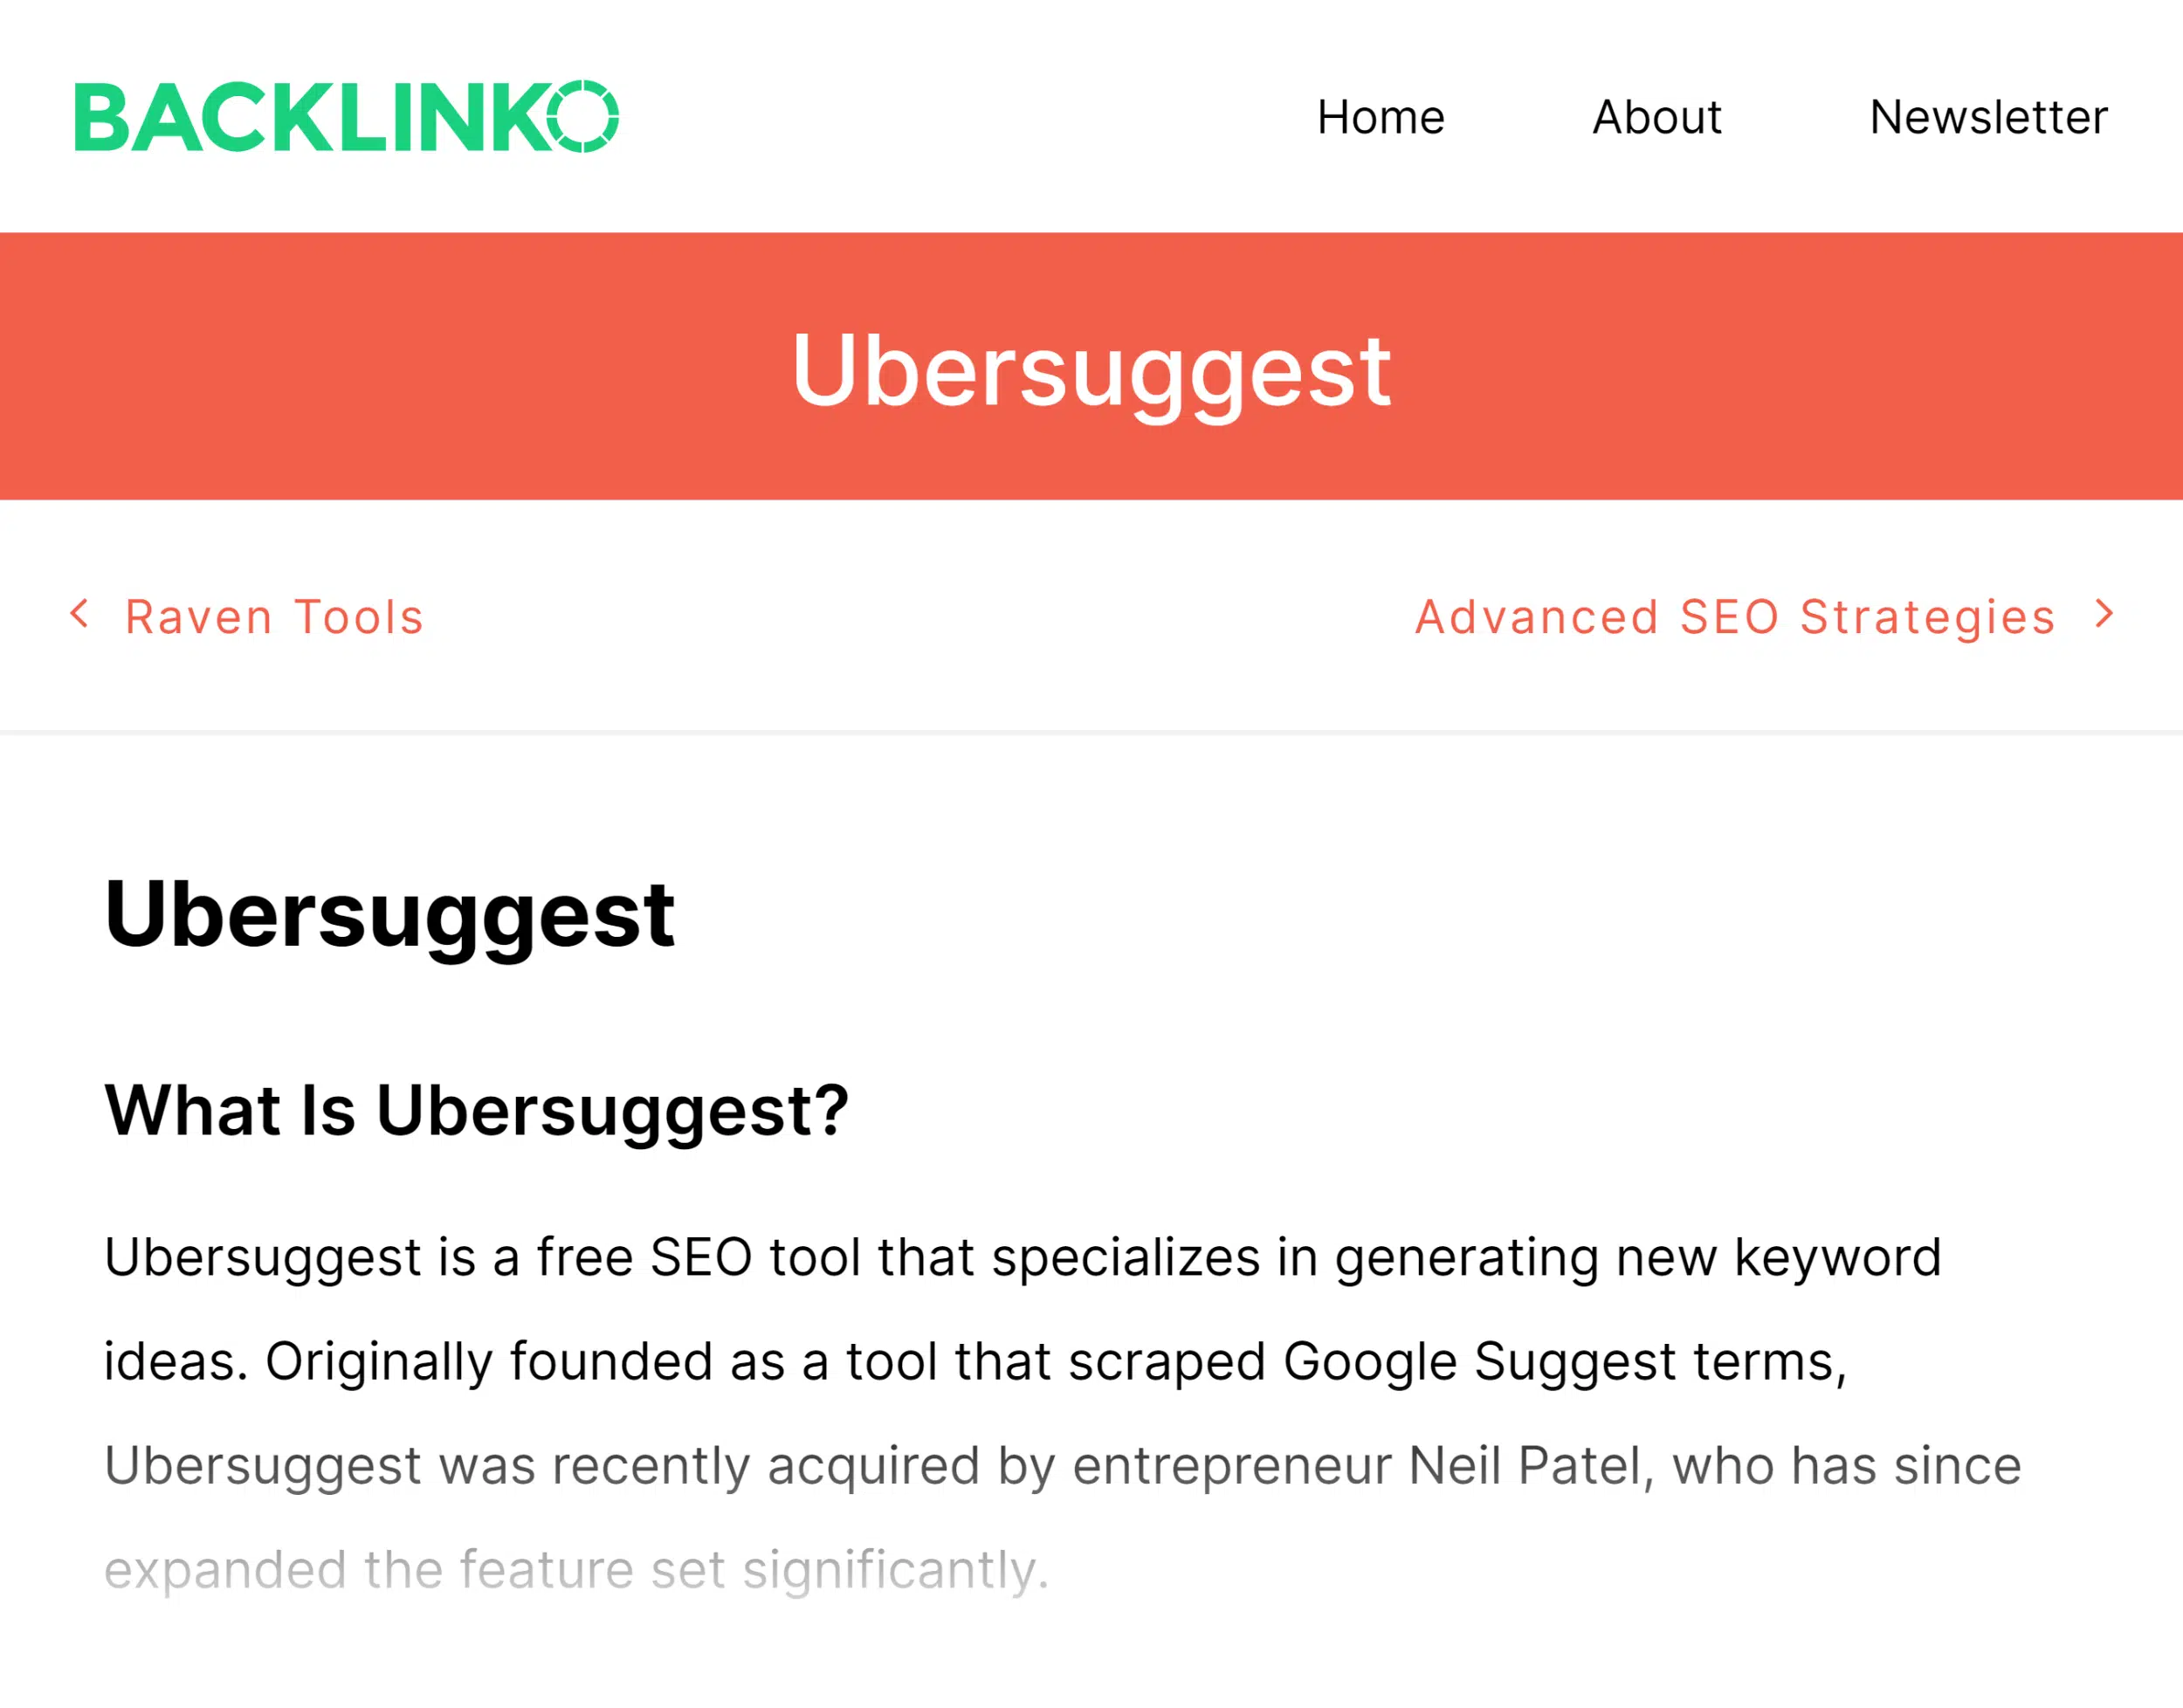 BACKLINKO
Home About Newsletter
Ubersuggest
Raven Tools Advanced SEO Strategies
Ubersuggest
What Is Ubersuggest?
Ubersuggest is a free SEO tool that specializes in generating new keyword
ideas. Originally founded as a tool that scraped Google Suggest terms,
Ubersuggest was recently acquired by entrepreneur Neil Patel, who has since
expanded the feature set significantly.